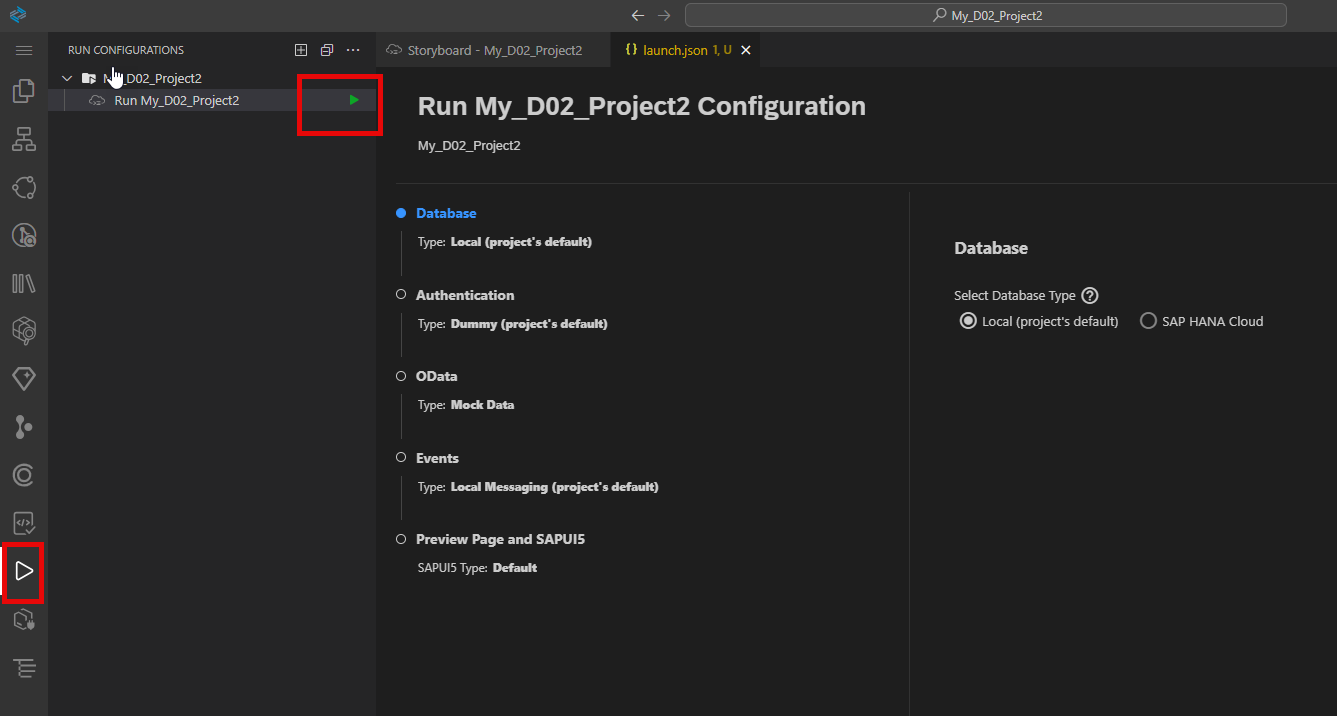 My_D02_Project2
RUN CONFIGURATIONS
Storyboard - My_D02_Project2
{} launch.json 1, U
D02_Project2
Run My_D02_Project2
Run My_D02_Project2 Configuration
My_D02_Project2
Database
Type: Local (project's default)
Authentication
Type: Dummy (project's default)
OData
Type: Mock Data
Events
Type: Local Messaging (project's default)
Preview Page and SAPUI5
SAPUI5 Type: Default
Database
Select Database Type ?
Local (project's default) SAP HANA Cloud